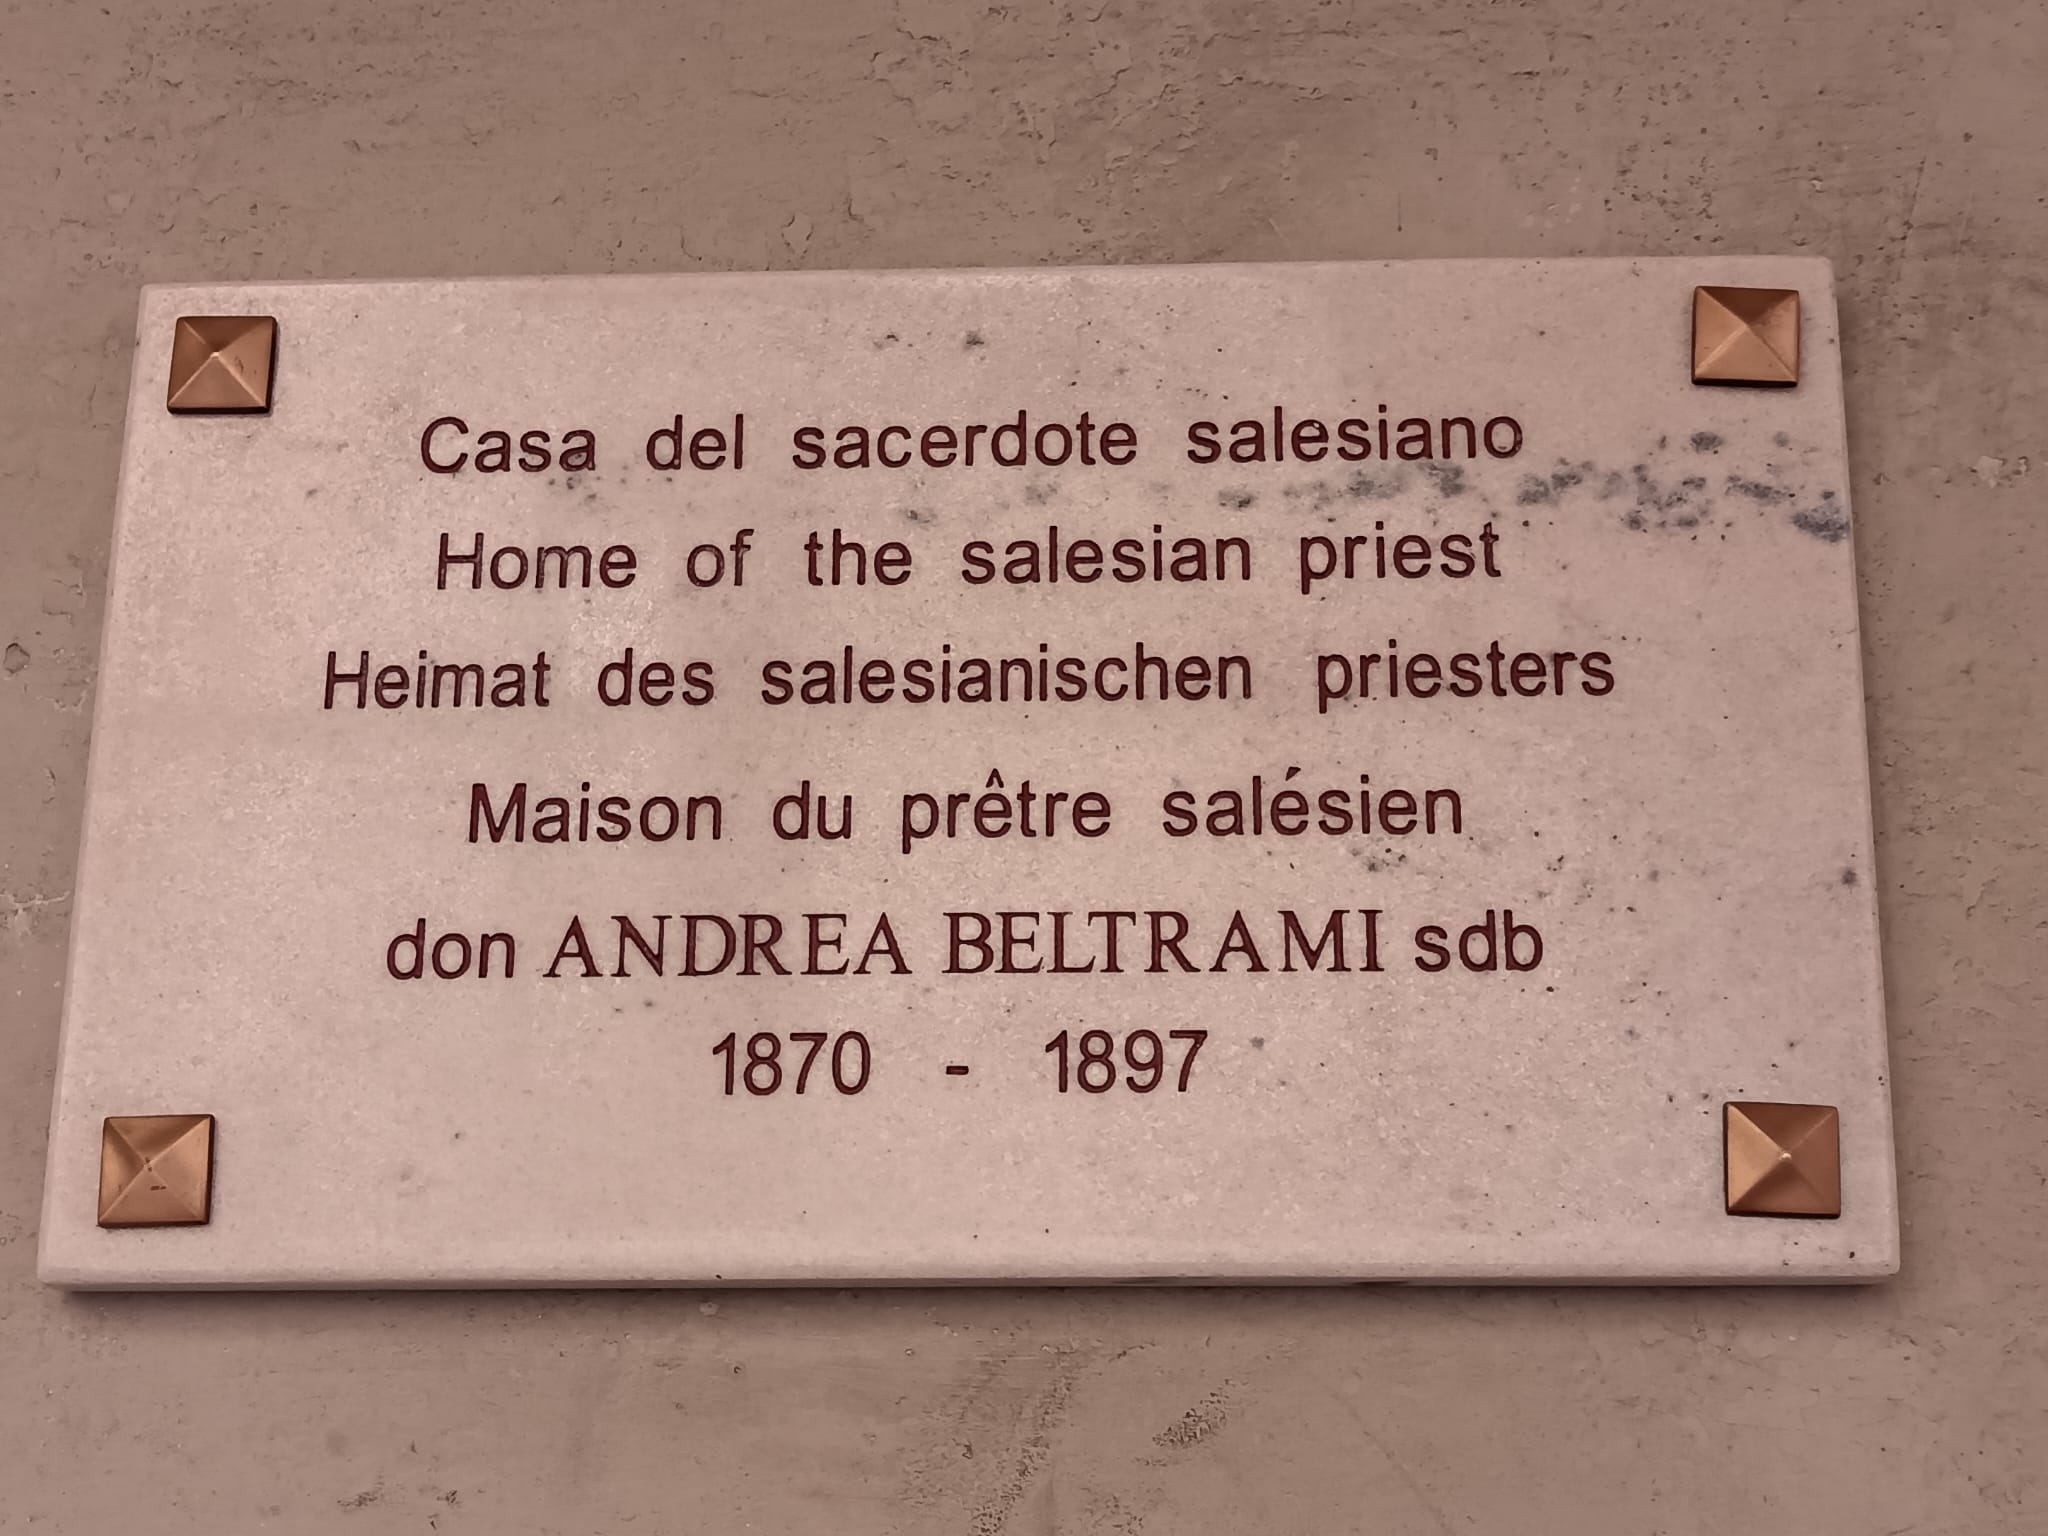 Casa del sacerdote salesiano
Home of the salesian priest
Heimat des salesianischen priesters
Maison du prêtre salésien
don ANDREA BELTRAMI sdb
1870 - 1897